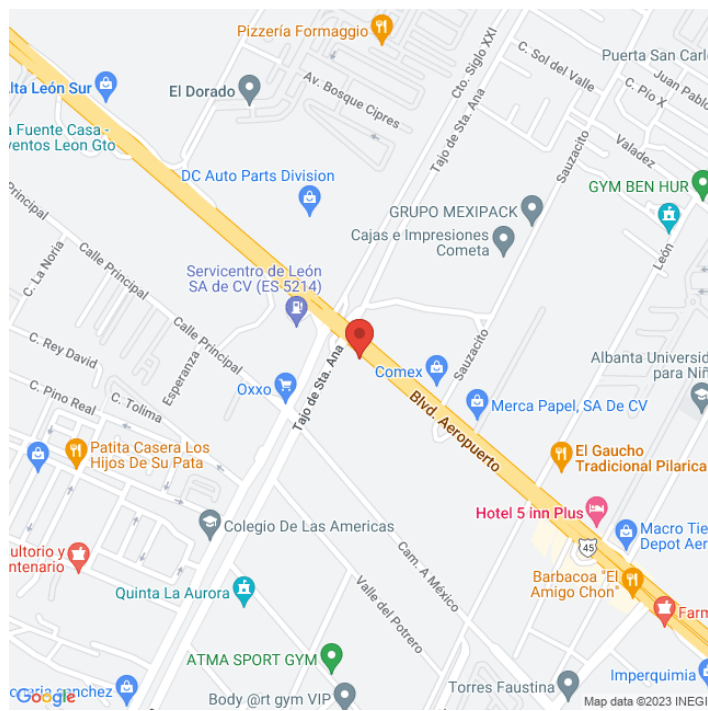 Pizzería Formaggio
Cto. Siglo XXI
C. Sol del Valle
Puerta San Carl
Juan Pablo
alta León Sur
El Dorado
Av. Bosque Cipres
Tajo de Sta. Ana
C. Pío X
a Fuente Casa -
ventos Leon Gto
Sauzacito
Valadez
DC Auto Parts Division
GYM BEN HUR
Principal
GRUPO MEXIPACK
Cajas e Impresiones
Cometa
León
C. La Noria
Calle Principal
Servicentro de León
SA de CV (ES 5214)
Calle Principal
Sauzacito
C. Rey David
Esperanza
Tajo de Sta. Ana
Albanta Universid
para Niñ
Comex
Oxxo
C. Pino Real
C. Tolima
Blvd. Aeropuerto
Merca Papel, SA De CV
Patita Casera Los
Hijos De Su Pata
El Gaucho
Tradicional Pilarica
Hotel 5 inn Plus
Colegio De Las Americas
Macro Tie
Depot Aer
45
ultorio y
ntenario
Cam. A México
Barbacoa "El
Amigo Chon"
Quinta La Aurora
Valle del Potrero
Farm
ATMA SPORT GYM
Imperquimia
Torres Faustina
sanchez
Body @rt gym VIP
Google
Map data ©2023 INEGI